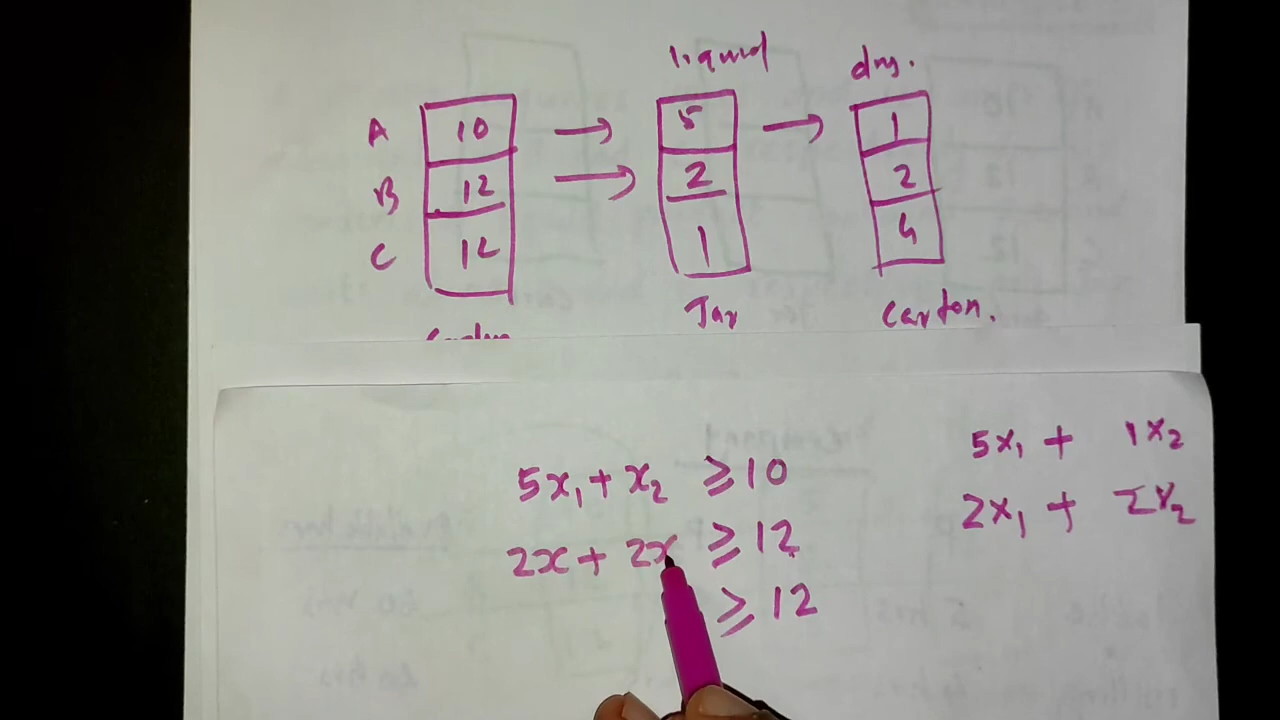 liquid dry.
A 10 → 5 → 1
B 12 → 2 2
C 12 1 4
Jar Carton.
5x₁ + 1x₂
5x₁ + x₂ ≥ 10
2x₁ + 2x₂
2x + 2x ≥ 12
≥ 12